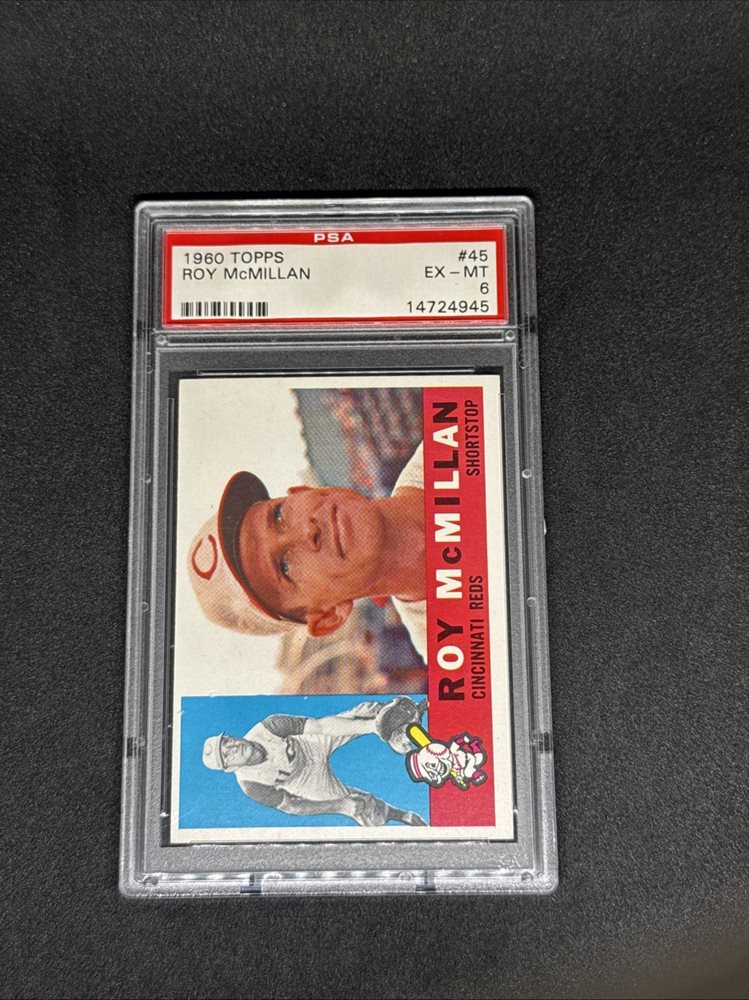 PSA
1960 TOPPS #45
ROY McMILLAN EX – MT
6
14724945
C
ROY McMILLAN
CINCINNATI REDS SHORTSTOP